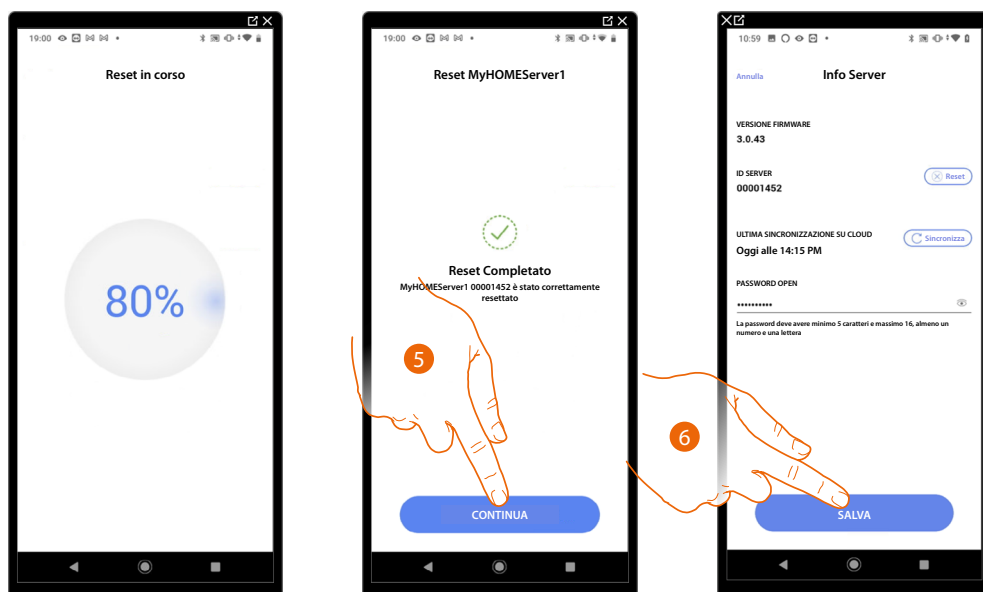 19:00
Reset in corso
80%
19:00
Reset MyHOMEServer1
Reset Completato
MyHOMEServer1 00001452 è stato correttamente
resettato
5
CONTINUA
10:59
Annulla
Info Server
VERSIONE FIRMWARE
3.0.43
ID SERVER
00001452
Reset
ULTIMA SINCRONIZZAZIONE SU CLOUD
Oggi alle 14:15 PM
Sincronizza
PASSWORD OPEN
••••••••••
La password deve avere minimo 5 caratteri e massimo 16, almeno un
numero e una lettera
6
SALVA